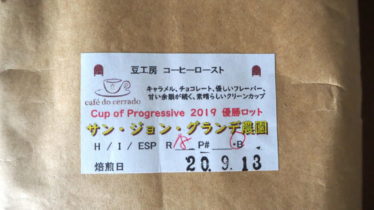 豆工房 コーヒーロースト
キャラメル、チョコレート、優しいフレーバー、
甘い余韻が続く、素晴らしいクリーンカップ
café do cerrado
Cup of Progressive 2019 優勝ロット
サン・ジョン・グランデ農園
H / I / ESP R 18 P# ・B
焙煎日 20.9.13